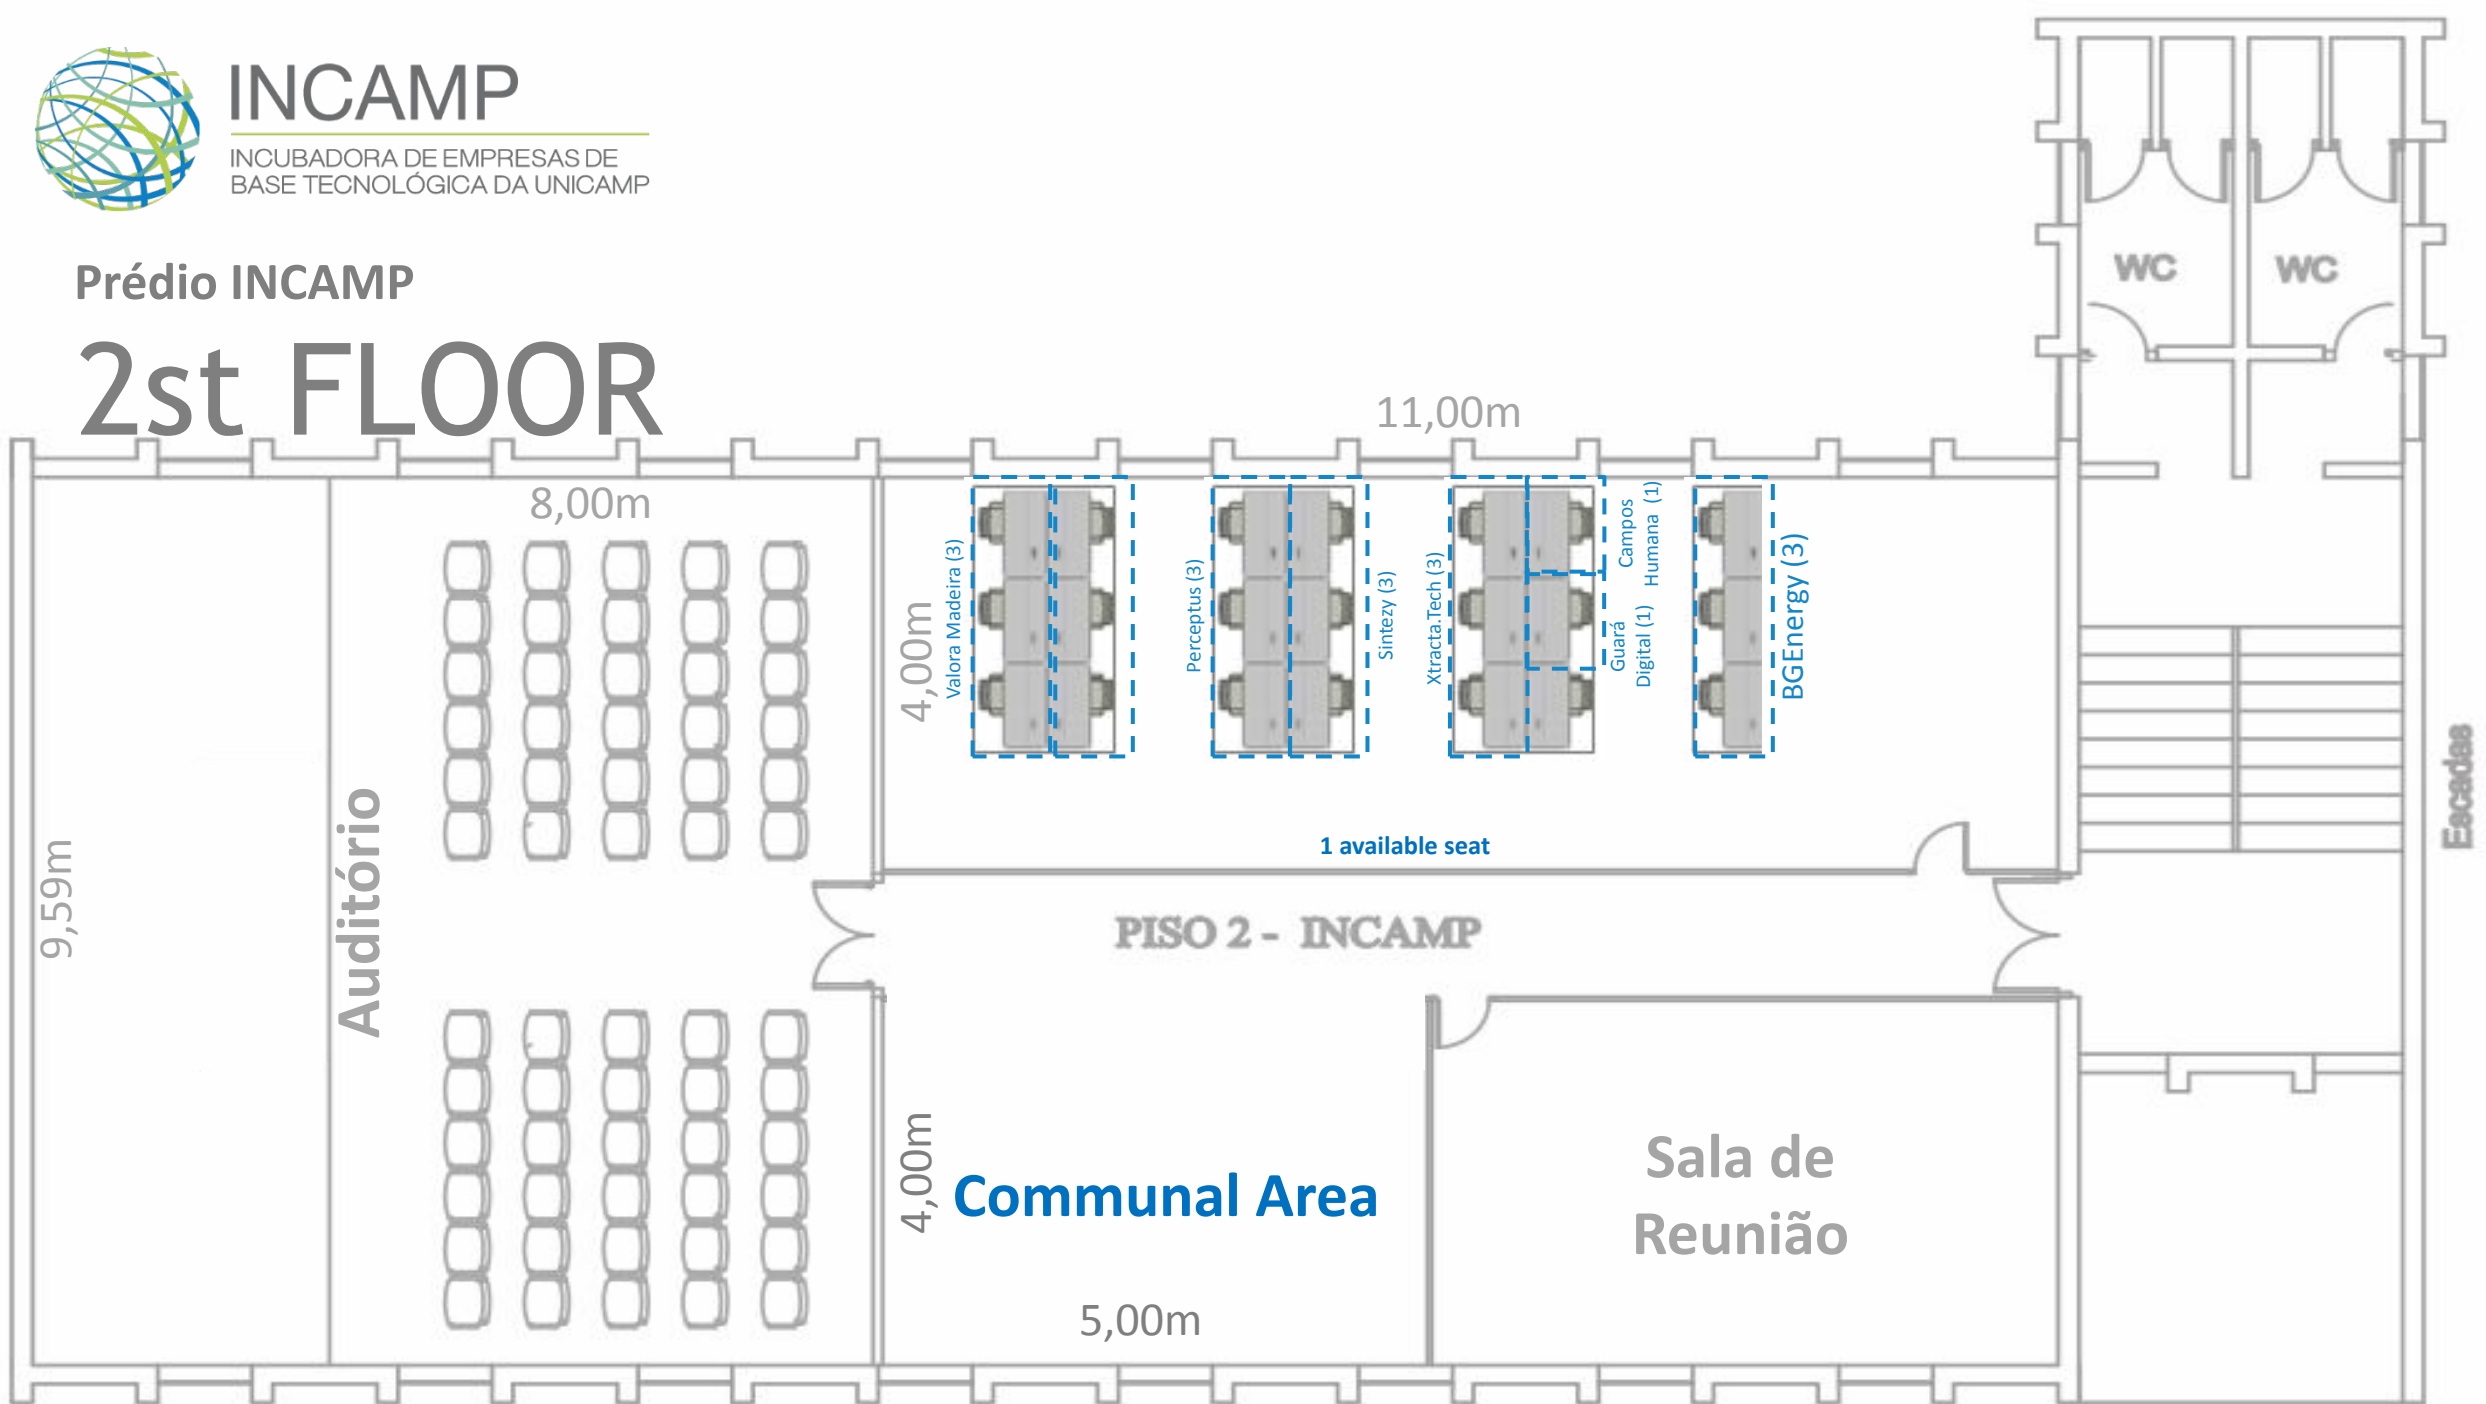 INCAMP
INCUBADORA DE EMPRESAS DE
BASE TECNOLÓGICA DA UNICAMP
Prédio INCAMP
2st FLOOR
WC
WC
11,00m
8,00m
4,00m
Valora Madeira (3)
Perceptus (3)
Sintezy (3)
Xtracta.Tech (3)
Campos
Humana (1)
Guará
Digital (1)
BGEnergy (3)
Escadas
9,59m
Auditório
1 available seat
PISO 2 - INCAMP
4,00m
Communal Area
5,00m
Sala de
Reunião